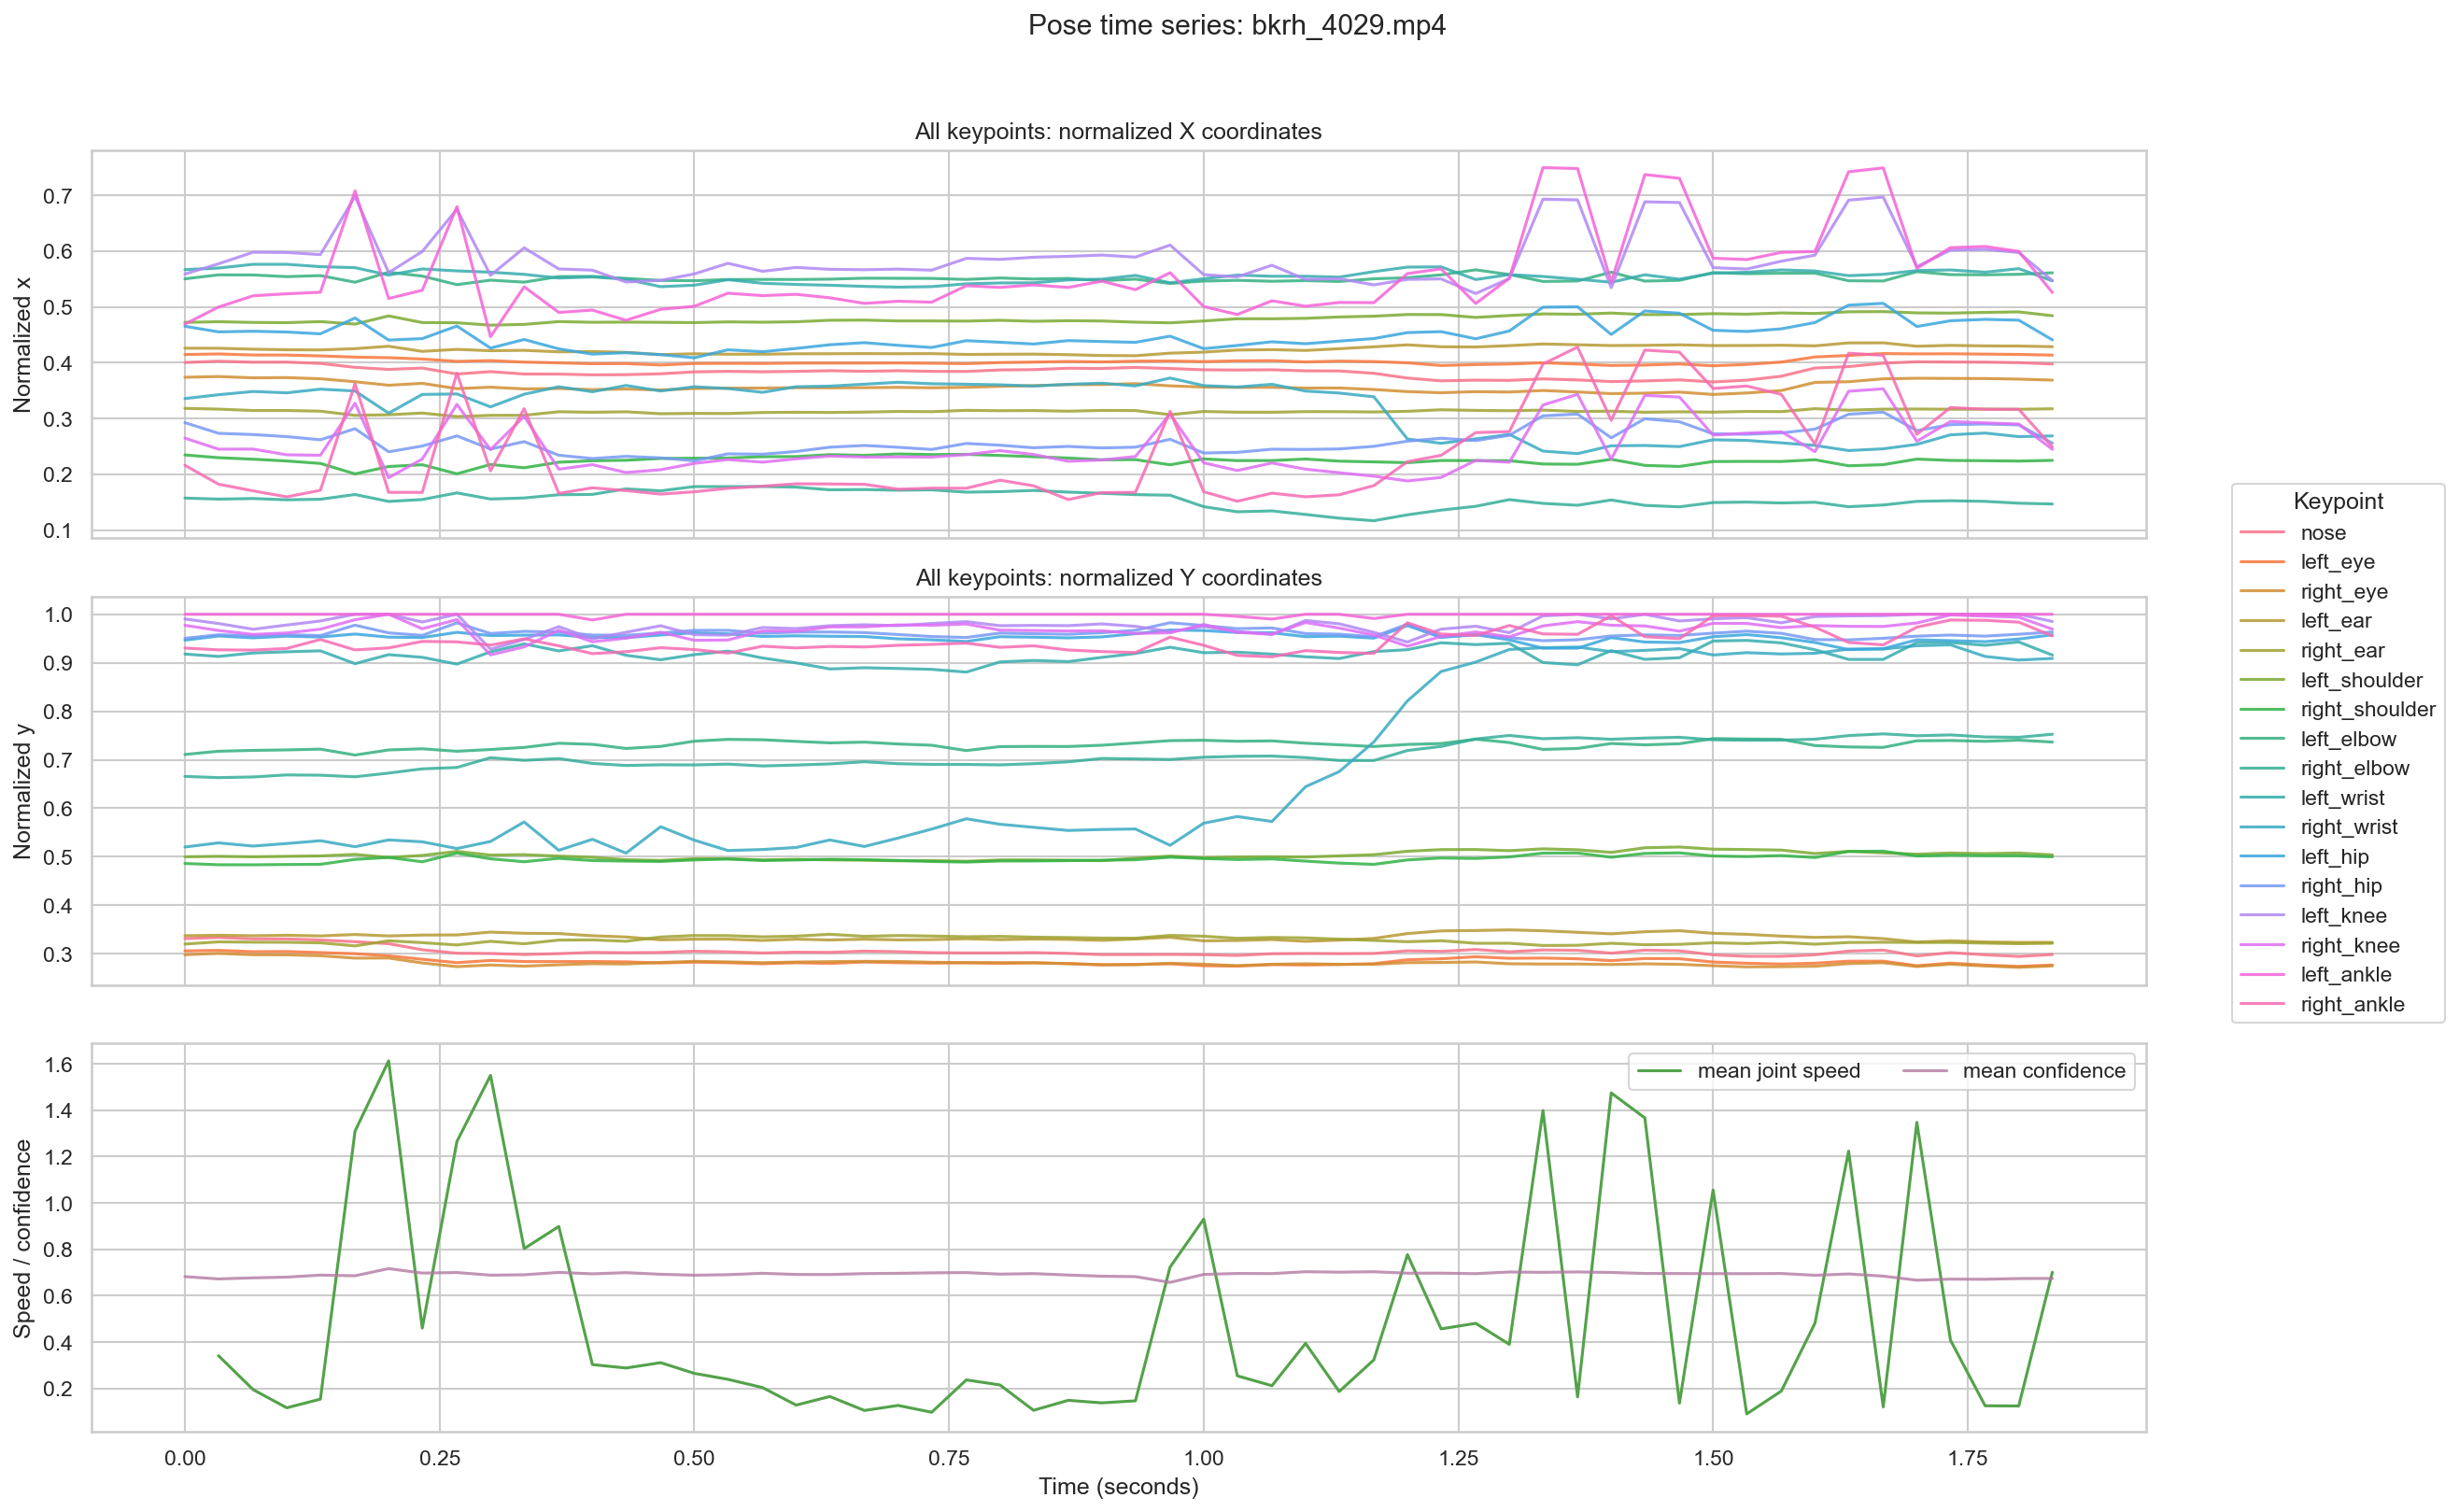 Pose time series: bkrh_4029.mp4
All keypoints: normalized X coordinates
Normalized x
0.7
0.6
0.5
0.4
0.3
0.2
0.1
All keypoints: normalized Y coordinates
Normalized y
1.0
0.9
0.8
0.7
0.6
0.5
0.4
0.3
Keypoint
nose
left_eye
right_eye
left_ear
right_ear
left_shoulder
right_shoulder
left_elbow
right_elbow
left_wrist
right_wrist
left_hip
right_hip
left_knee
right_knee
left_ankle
right_ankle
Speed / confidence
1.6
1.4
1.2
1.0
0.8
0.6
0.4
0.2
mean joint speed mean confidence
0.00 0.25 0.50 0.75 1.00 1.25 1.50 1.75
Time (seconds)